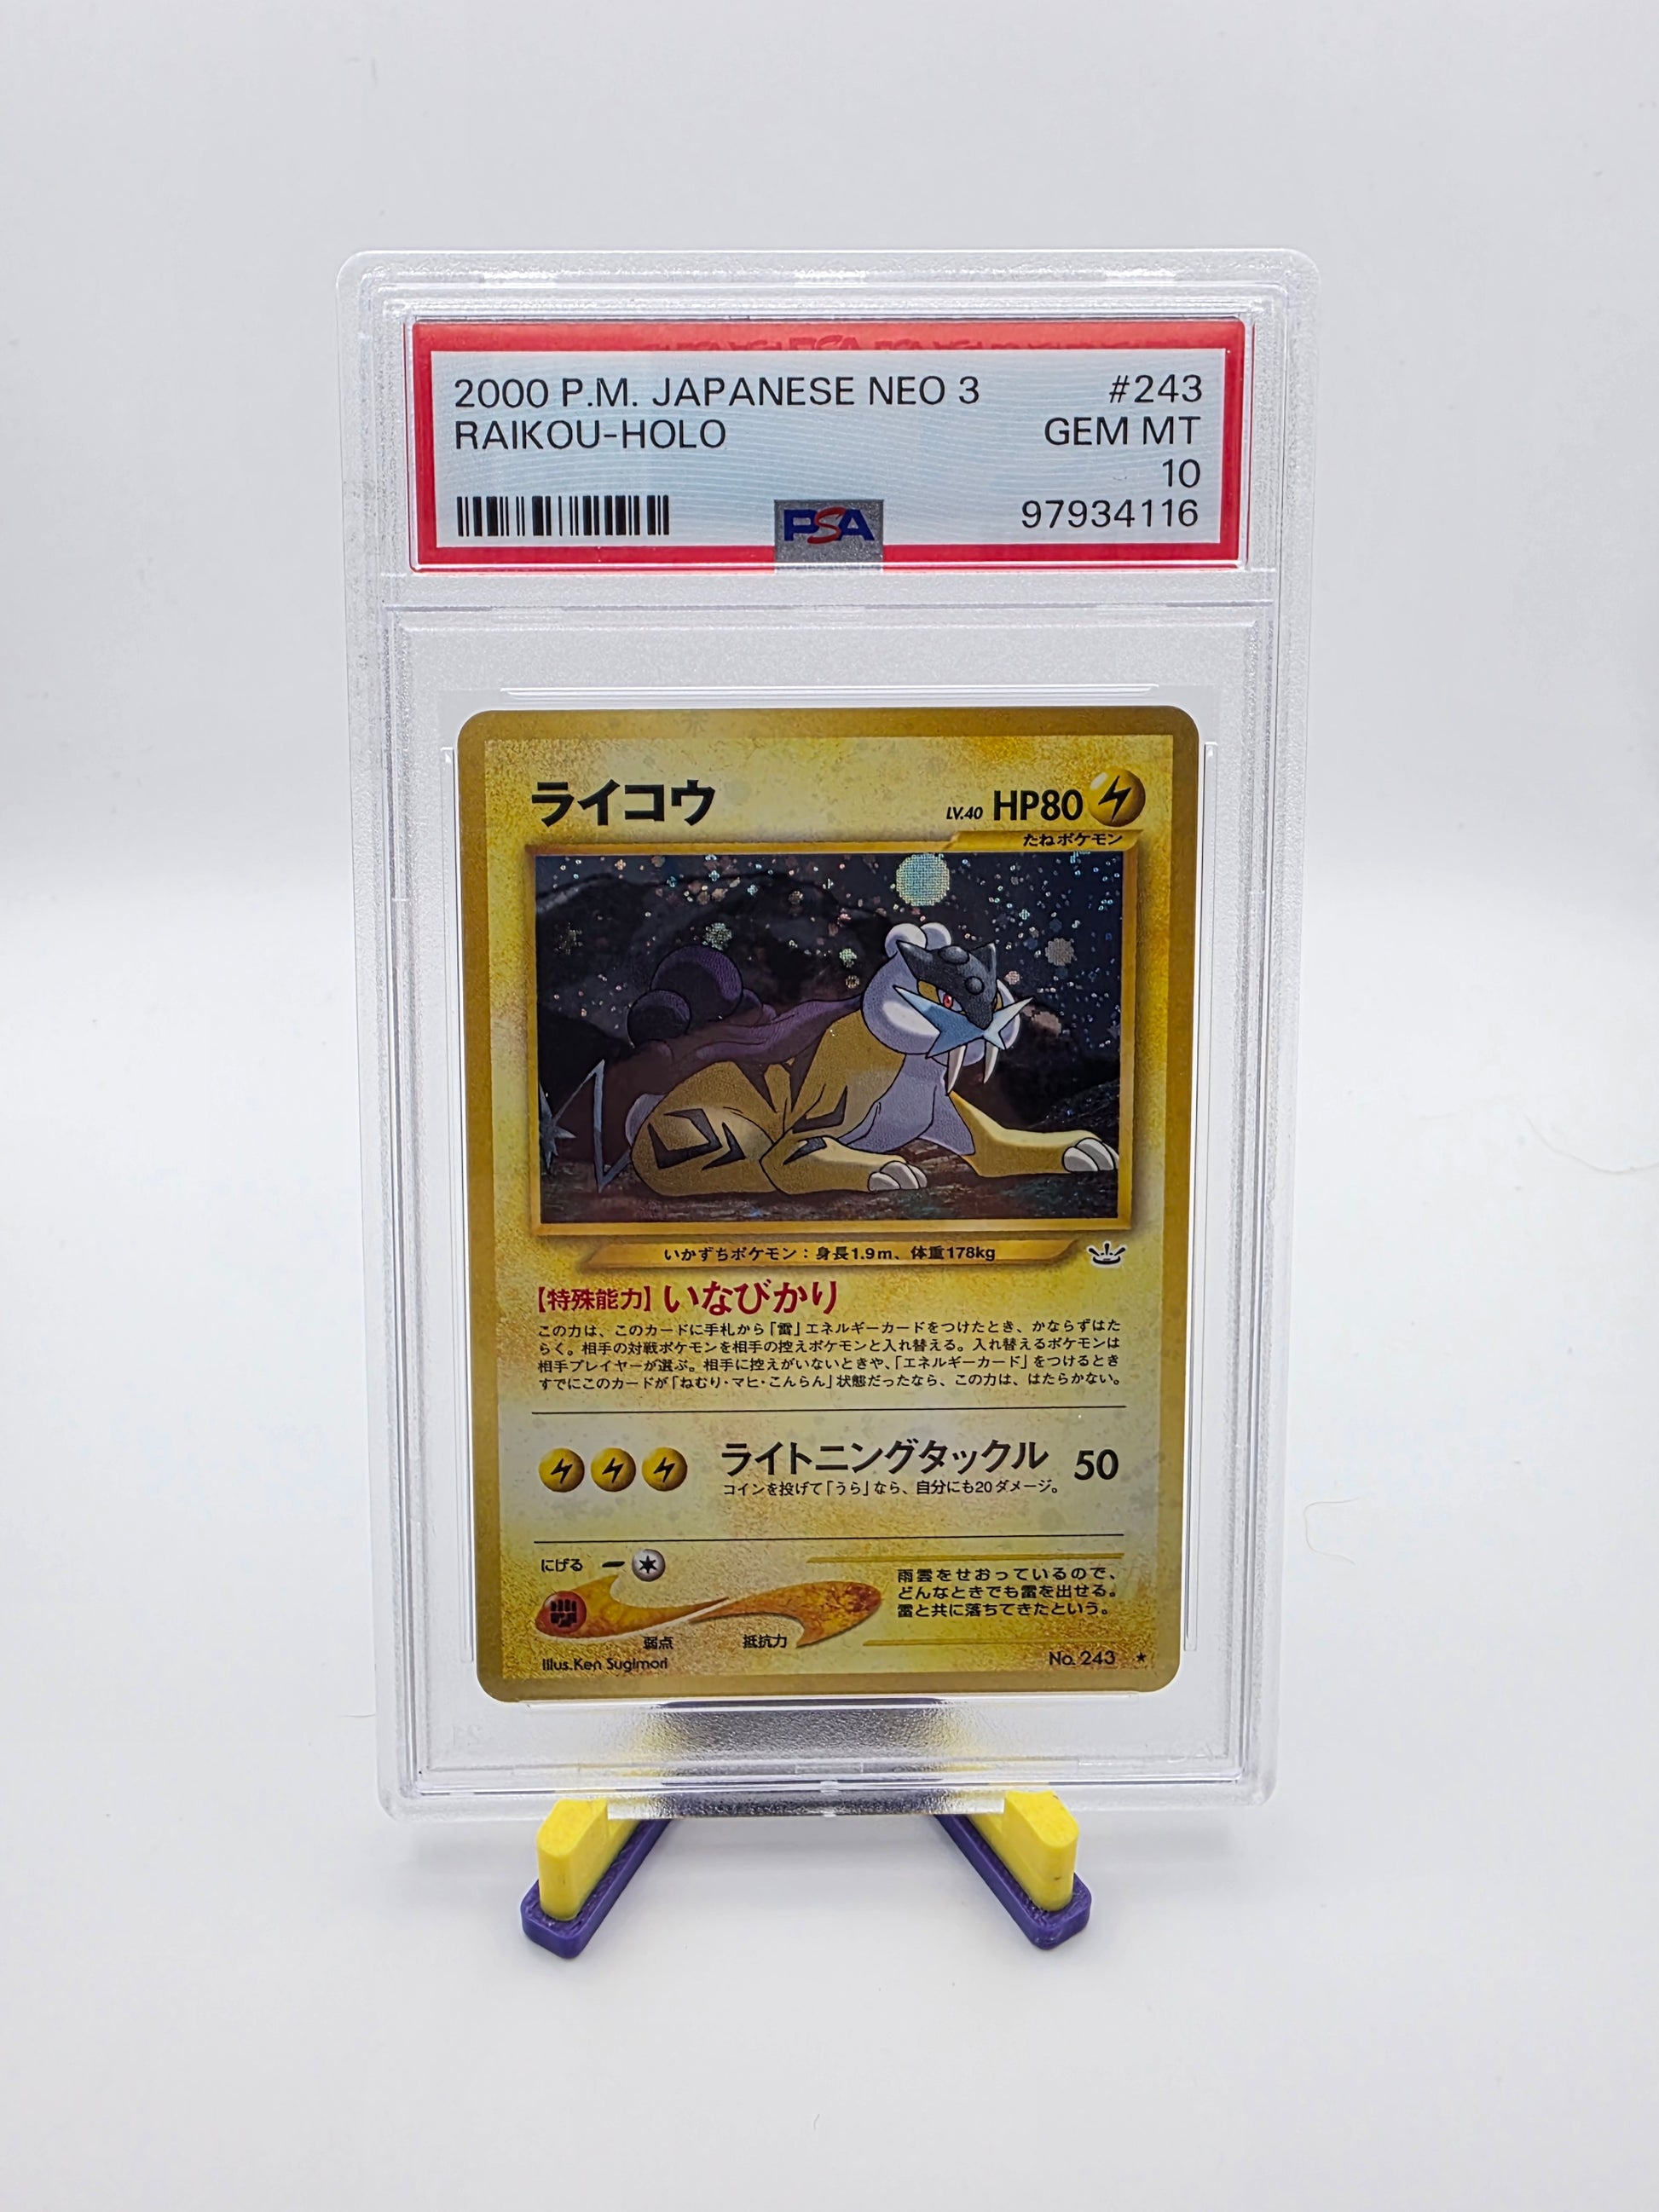 2000 P.M. JAPANESE NEO 3 #243
RAIKOU-HOLO GEM MT
10
PSA 97934116
ライコウ LV.40 HP80
たねポケモン
いかずちポケモン：身長1.9m、体重178kg
【特殊能力】いなびかり
この力は、このカードに手札から「雷」エネルギーカードをつけたとき、かならずはた
らく。相手の対戦ポケモンを相手の控えポケモンと入れ替える。入れ替えるポケモンは
相手プレイヤーが選ぶ。相手に控えがいないときや、「エネルギーカード」をつけるとき
すでにこのカードが「ねむり・マヒ・こんらん」状態だったなら、この力は、はたらかない。
ライトニングタックル 50
コインを投げて「うら」なら、自分にも20ダメージ。
にげる
弱点 抵抗力
雨雲をせおっているので、
どんなときでも雷を出せる。
雷と共に落ちてきたという。
Illus.Ken Sugimori No. 243 ★